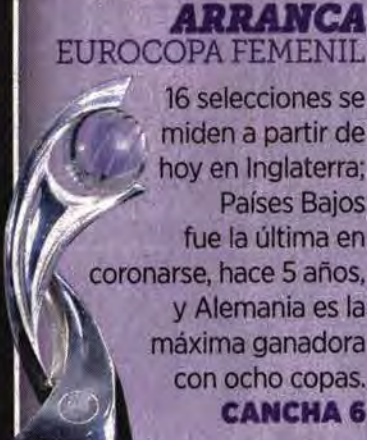 ARRANCA
EUROCOPA FEMENIL
16 selecciones se
miden a partir de
hoy en Inglaterra;
Países Bajos
fue la última en
coronarse, hace 5 años,
y Alemania es la
máxima ganadora
con ocho copas.
CANCHA 6